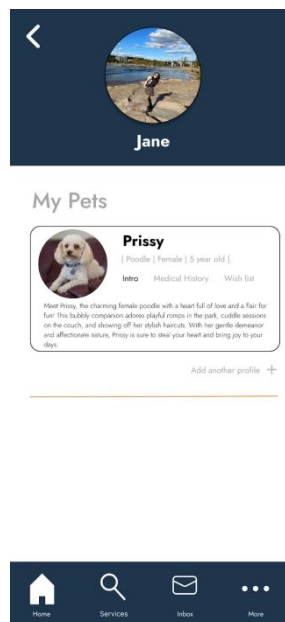 Jane
My Pets
Prissy
| Poodle | Female | 5 year old |
Intro Medical History Wish list
Meet Prissy, the charming female poodle with a heart full of love and a flair for
fun! This bubbly companion adores playful romps in the park, cuddle sessions
on the couch, and showing off her stylish haircuts. With her gentle demeanor
and affectionate nature, Prissy is sure to steal your heart and bring joy to your
days.
Add another profile +
Home Services Inbox More